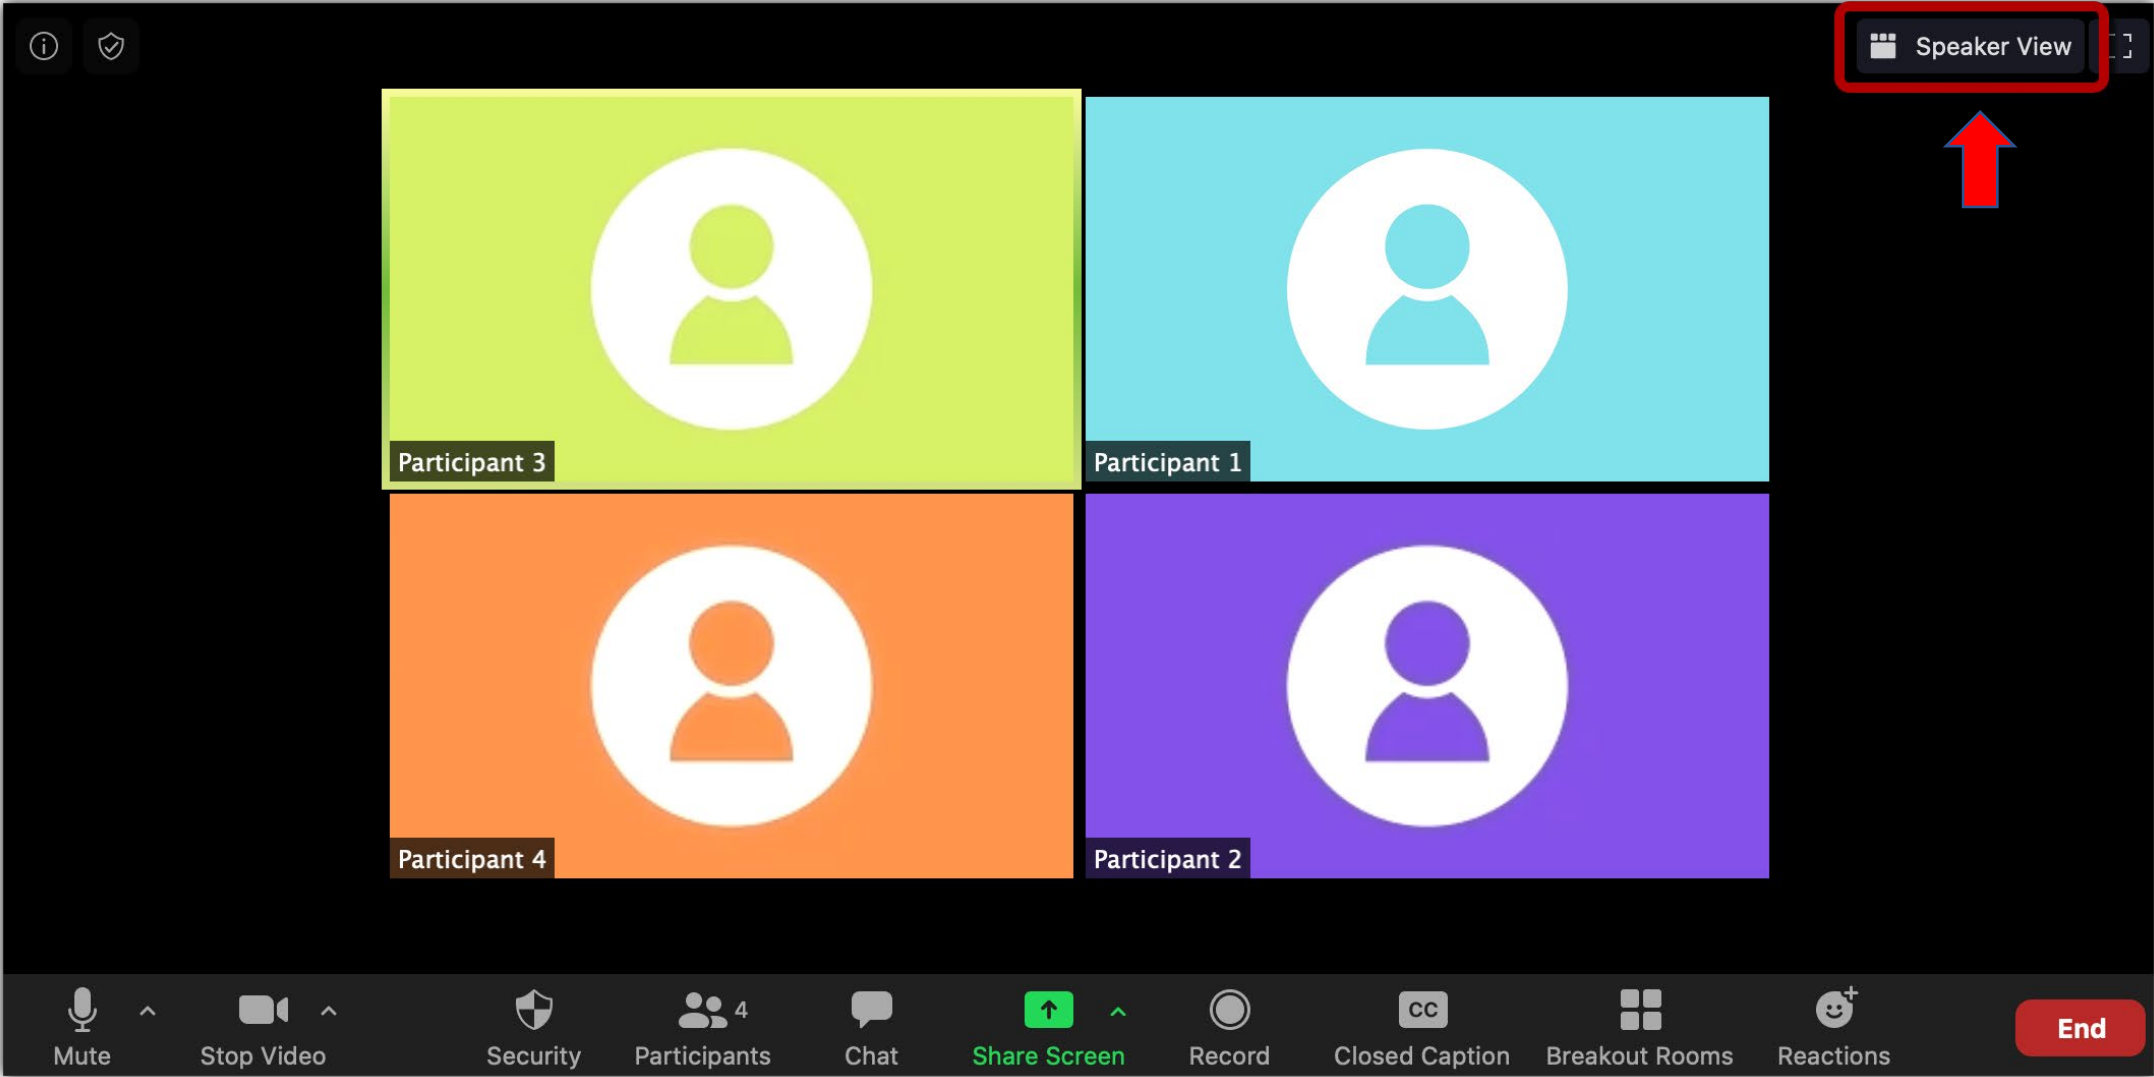 Speaker View
Participant 3
Participant 1
Participant 4
Participant 2
4
CC
Mute
Stop Video
Security
Participants
Chat
Share Screen
Record
Closed Caption
Breakout Rooms
Reactions
End